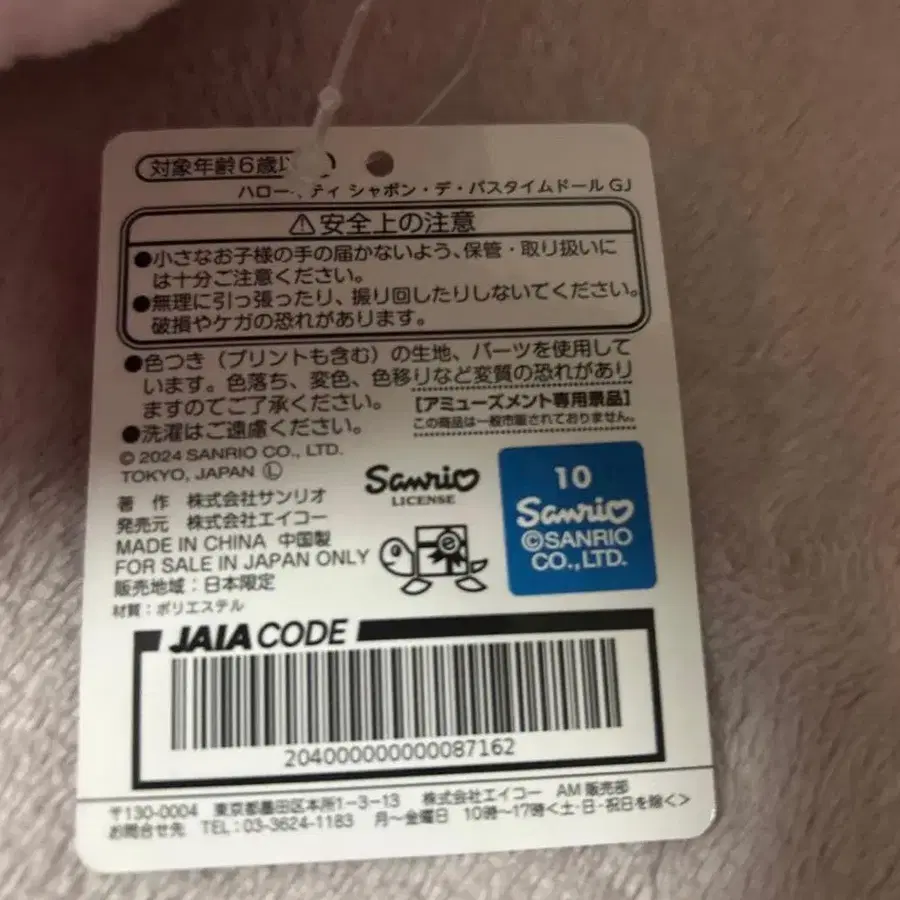 対象年齢6歳
ハロー ティ シャボン・デ・バスタイムドール GJ
⚠安全上の注意
●小さなお子様の手の届かないよう、保管・取り扱いに
は十分ご注意ください。
●無理に引っ張ったり、振り回したりしないでください。
破損やケガの恐れがあります。
●色つき(プリントも含む)の生地、パーツを使用して
います。色落ち、変色、色移りなど変質の恐れがあり
ますのでご了承ください。
●洗濯はご遠慮ください。
[アミューズメント専用景品]
この商品は一般市販されておりません。
© 2024 SANRIO CO., LTD.
TOKYO, JAPAN Ⓛ
著 作 株式会社サンリオ
発売元 株式会社エイコー
MADE IN CHINA 中国製
FOR SALE IN JAPAN ONLY
販売地域:日本限定
材質:ポリエステル
Sanrio
LICENSE
10
Sanrio
©SANRIO
CO.,LTD.
JAIA CODE
2040000000000087162
〒130-0004 東京都墨田区本所1-3-13 株式会社エイコー AM販売部
お問合せ先 TEL:03-3624-1183 月~金曜日 10時~17時<土・日・祝日を除く>